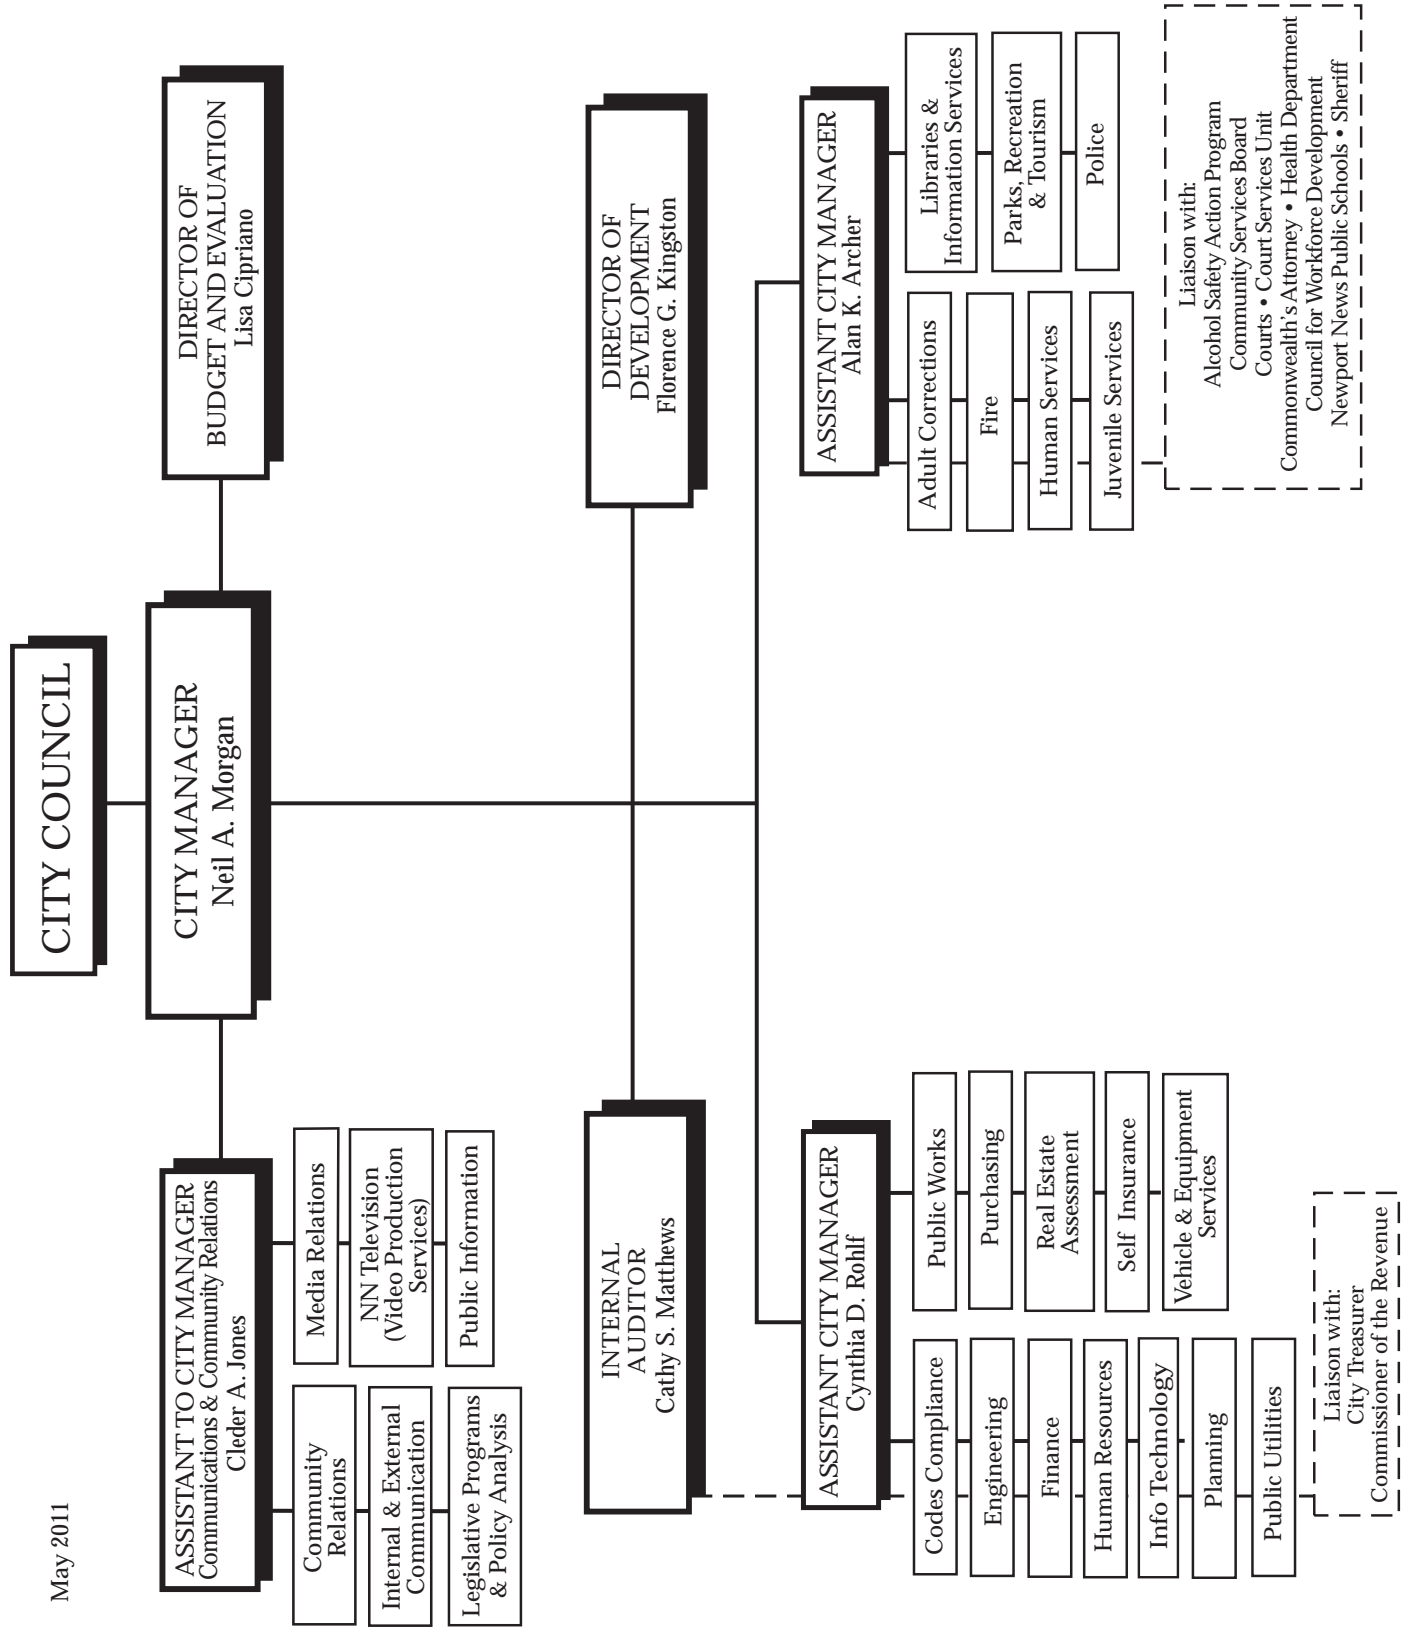 May 2011
CITY COUNCIL
CITY MANAGER
Neil A. Morgan
ASSISTANT TO CITY MANAGER
Communications & Community Relations
Cleder A. Jones
Community
Relations
Internal & External
Communication
Legislative Programs
& Policy Analysis
Media Relations
NN Television
(Video Production
Services)
Public Information
DIRECTOR OF
BUDGET AND EVALUATION
Lisa Cipriano
INTERNAL
AUDITOR
Cathy S. Matthews
DIRECTOR OF
DEVELOPMENT
Florence G. Kingston
ASSISTANT CITY MANAGER
Cynthia D. Rohlf
Codes Compliance
Engineering
Finance
Human Resources
Info Technology
Planning
Public Utilities
Public Works
Purchasing
Real Estate
Assessment
Self Insurance
Vehicle & Equipment
Services
Liaison with:
City Treasurer
Commissioner of the Revenue
ASSISTANT CITY MANAGER
Alan K. Archer
Adult Corrections
Fire
Human Services
Juvenile Services
Libraries &
Information Services
Parks, Recreation
& Tourism
Police
Liaison with:
Alcohol Safety Action Program
Community Services Board
Courts • Court Services Unit
Commonwealth's Attorney • Health Department
Council for Workforce Development
Newport News Public Schools • Sheriff